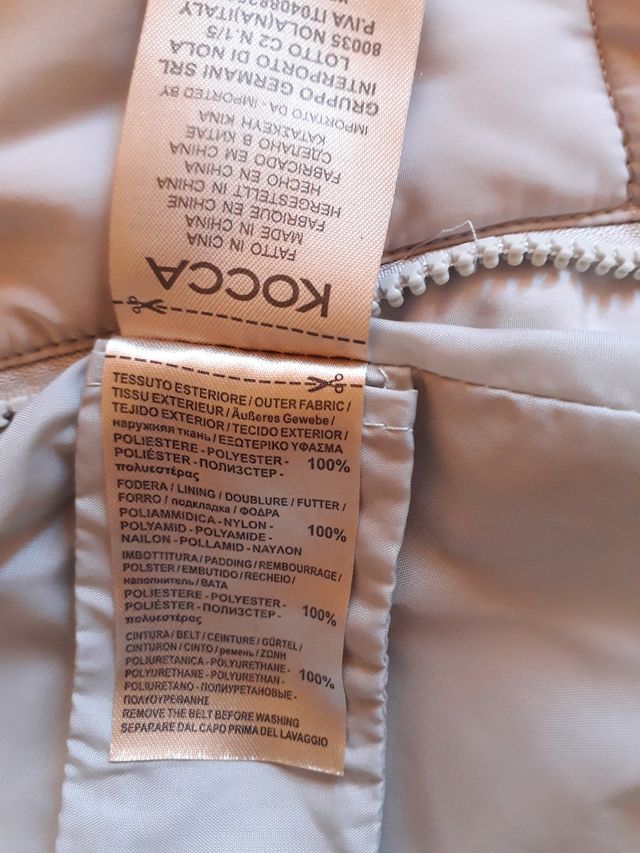 KOCCA
FATTO IN CINA
MADE IN CHINA
FABRIQUE EN CHINE
HERGESTELLT IN CHINA
HECHO EN CHINA
FABRICADO EM CHINA
СДЕЛАНО В КИТАЕ
ΚΑΤΑΣΚΕΥΗ ΚΙΝΑ
IMPORTATO DA - IMPORTED BY
GRUPPO GERMANI SRL
INTERPORTO DI NOLA
LOTTO C2 N.1/5
80035 NOLA(NA)ITALY
P.IVA
TESSUTO ESTERIORE / OUTER FABRIC /
TISSU EXTERIEUR / Äußeres Gewebe /
TEJIDO EXTERIOR / TECIDO EXTERIOR /
наружняя ткань / ΕΞΩΤΕΡΙΚΟ ΥΦΑΣΜΑ
POLIESTERE - POLYESTER - 100%
POLIÉSTER - ПОЛИЭСТЕР -
πολυεστέρας
FODERA / LINING / DOUBLURE / FUTTER /
FORRO / подкладка / ΦΟΔΡΑ
POLIAMMIDICA - NYLON - 100%
POLYAMID - POLYAMIDE -
NAILON - POLLAMID - ΝΑΥΛΟΝ
IMBOTTITURA / PADDING / REMBOURRAGE /
POLSTER / EMBUTIDO / RECHEIO /
наполнитель / ΒΑΤΑ
POLIESTERE - POLYESTER - 100%
POLIÉSTER - ПОЛИЭСТЕР -
πολυεστέρας
CINTURA / BELT / CEINTURE / GÜRTEL /
CINTURÓN / CINTO / ремень / ΖΩΝΗ
POLIURETANICA - POLYURETHANE - 100%
POLYURETHANE - POLYURETHAN -
POLIURETANO - ПОЛИУРЕТАНОВЫЕ -
ΠΟΛΥΟΥΡΕΘΑΝΗΣ
REMOVE THE BELT BEFORE WASHING
SEPARARE DAL CAPO PRIMA DEL LAVAGGIO